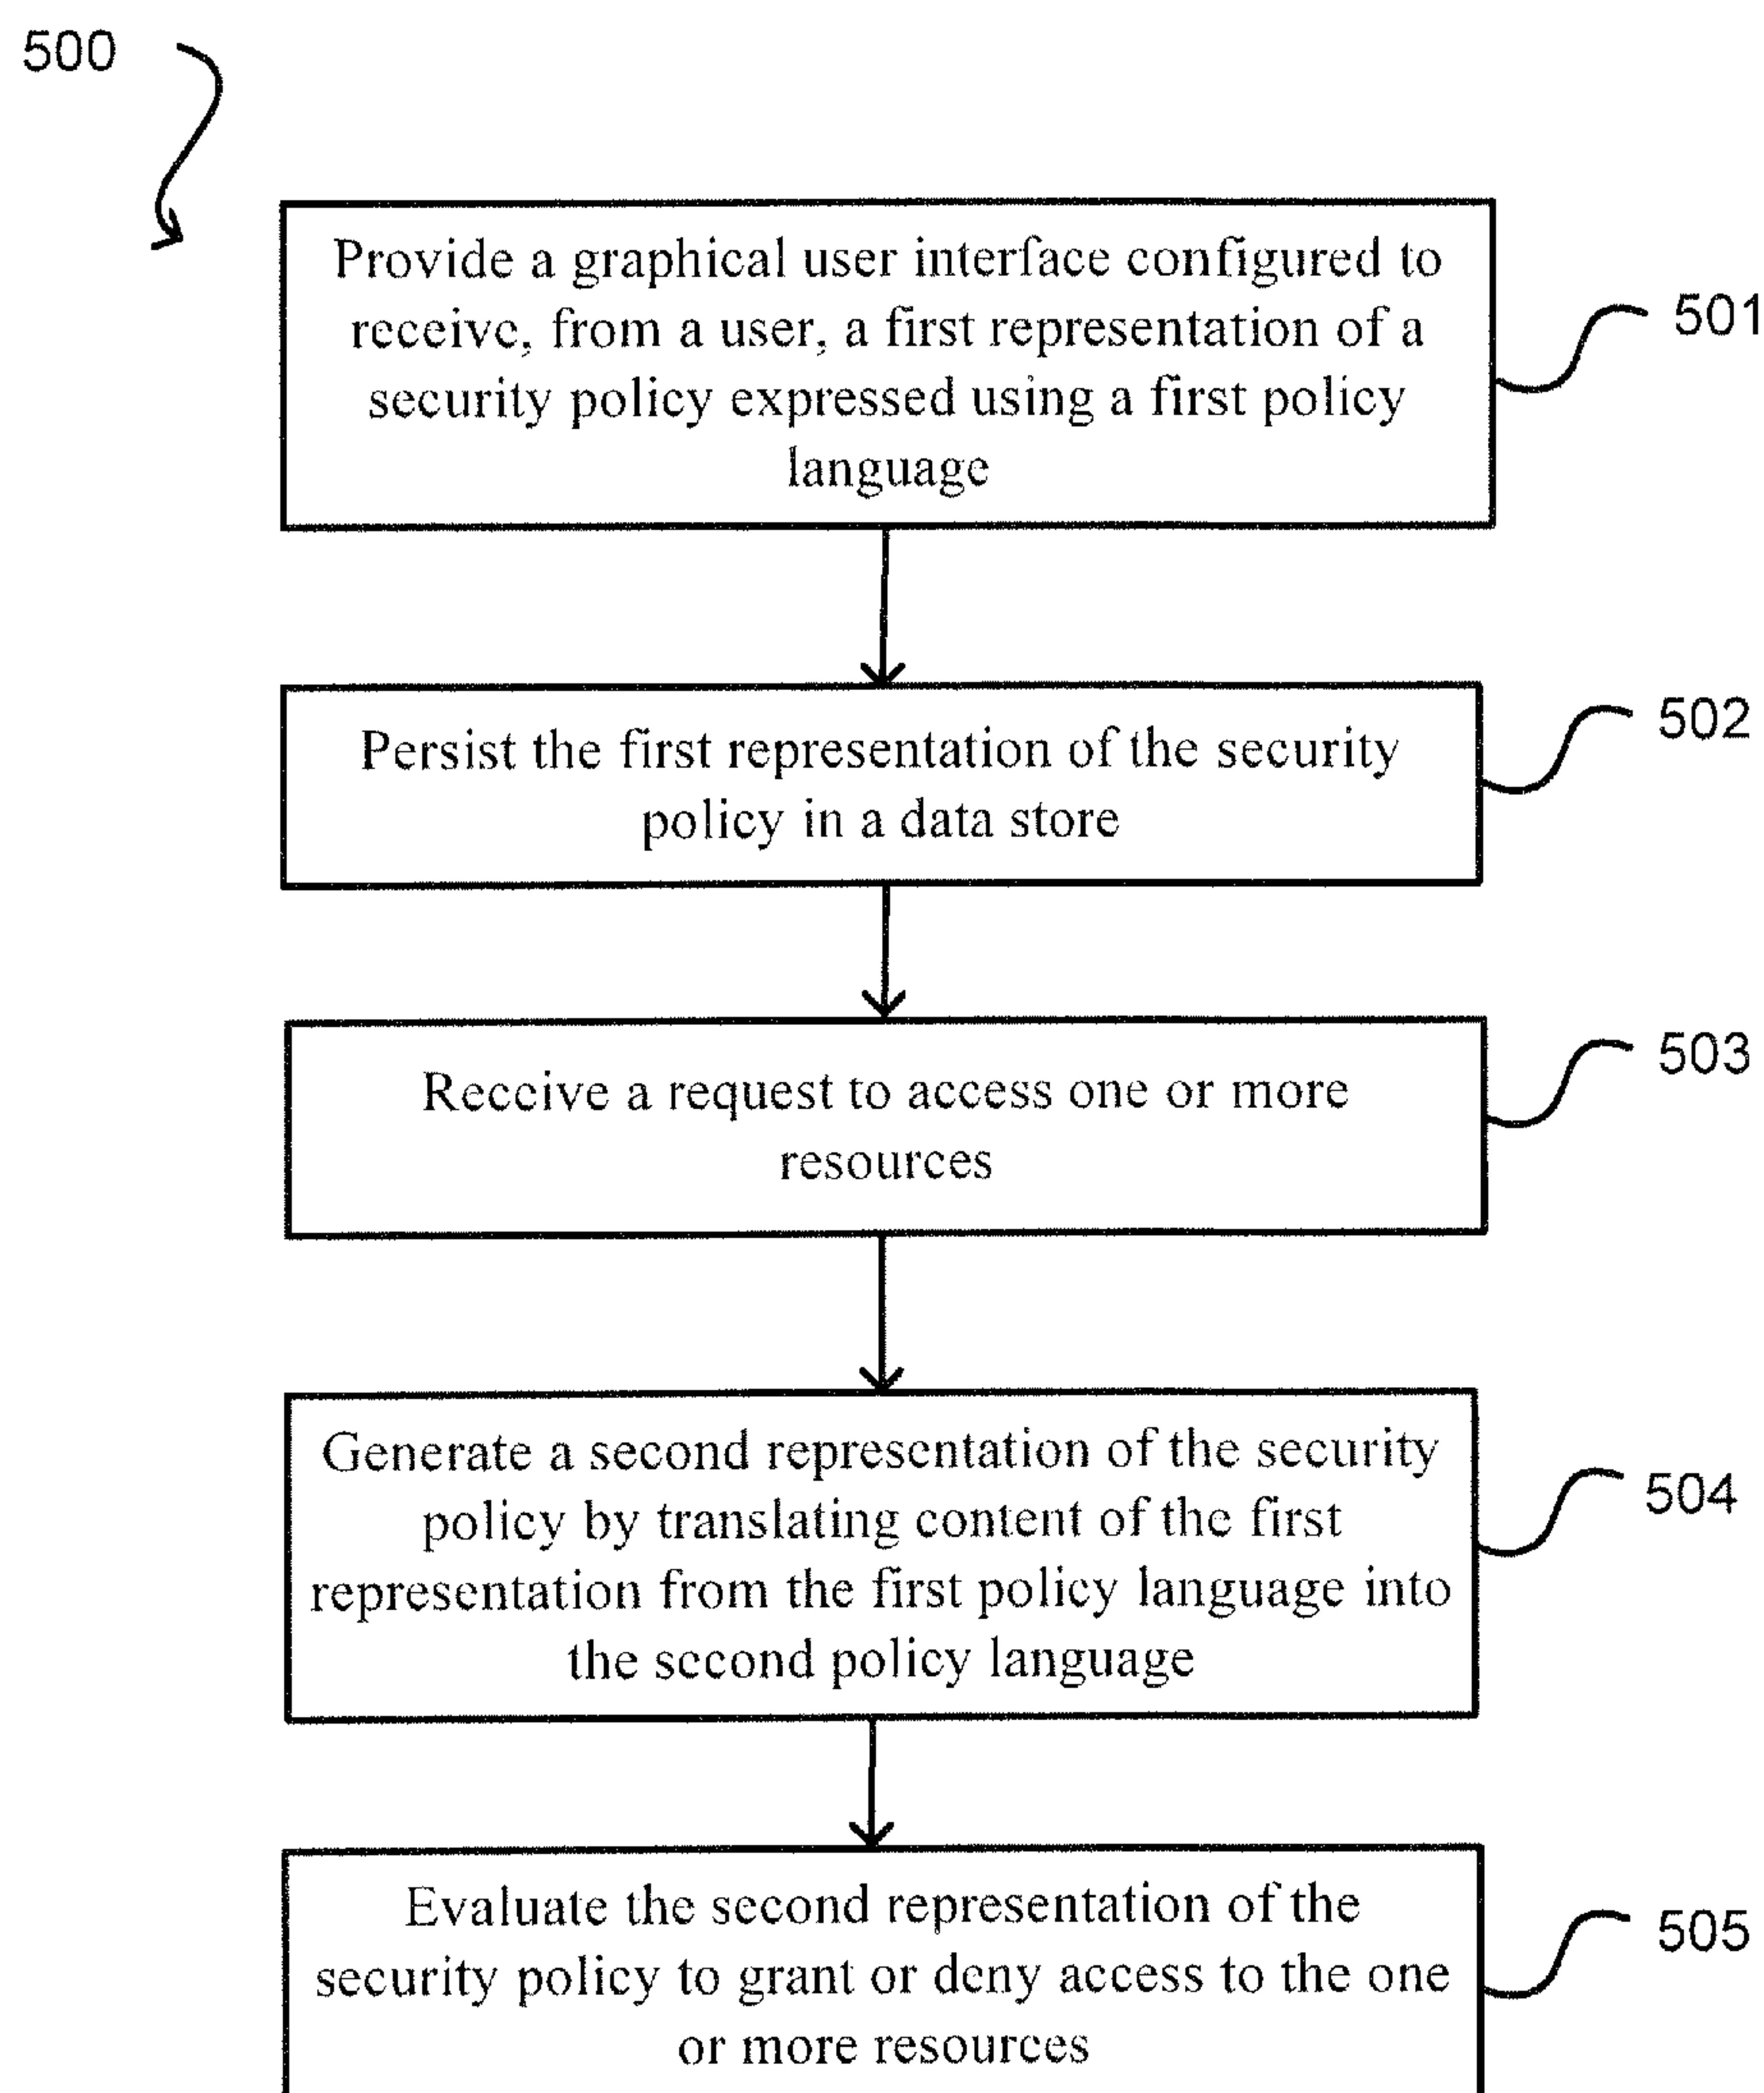 500
Provide a graphical user interface configured to
receive, from a user, a first representation of a
security policy expressed using a first policy
language
501
Persist the first representation of the security
policy in a data store
502
Receive a request to access one or more
resources
503
Generate a second representation of the security
policy by translating content of the first
representation from the first policy language into
the second policy language
504
Evaluate the second representation of the
security policy to grant or deny access to the one
or more resources
505